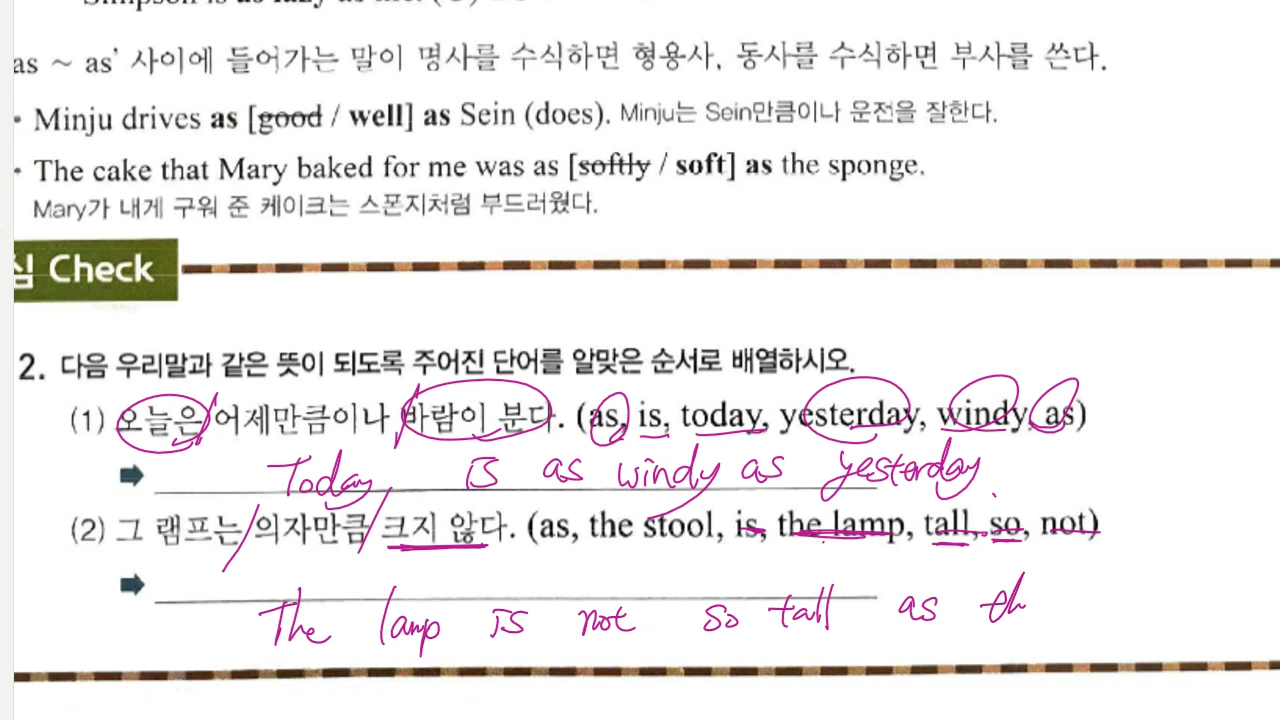 as ~ as' 사이에 들어가는 말이 명사를 수식하면 형용사, 동사를 수식하면 부사를 쓴다.
• Minju drives as [good / well] as Sein (does). Minju는 Sein만큼이나 운전을 잘한다.
• The cake that Mary baked for me was as [softly / soft] as the sponge.
Mary가 내게 구워 준 케이크는 스폰지처럼 부드러웠다.
Check
2. 다음 우리말과 같은 뜻이 되도록 주어진 단어를 알맞은 순서로 배열하시오.
(1) 오늘은 어제만큼이나 바람이 분다. (as, is, today, yesterday, windy, as)
➡ Today is as windy as yesterday.
(2) 그 램프는 의자만큼 크지 않다. (as, the stool, is, the lamp, tall, so, not)
➡ The lamp is not so tall as th